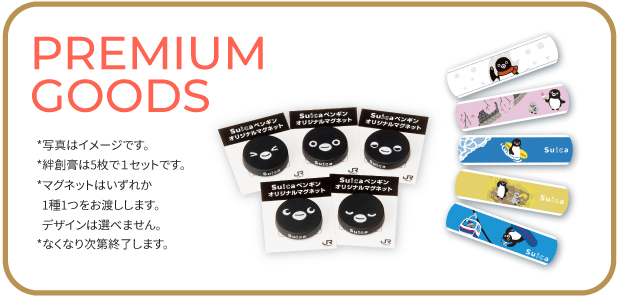 PREMIUM
GOODS
*写真はイメージです。
*絆創膏は5枚で１セットです。
*マグネットはいずれか
1種1つをお渡しします。
デザインは選べません。
*なくなり次第終了します。
Suicaペンギン
オリジナルマグネット
Suicaペンギン
オリジナルマグネット
Suicaペンギン
オリジナルマグネット
Suica
Suicaペンギン
オリジナルマグネット
Suicaペンギン
オリジナルマグネット
Suica
Suica
JR
JR
Suica
Suica
Suica